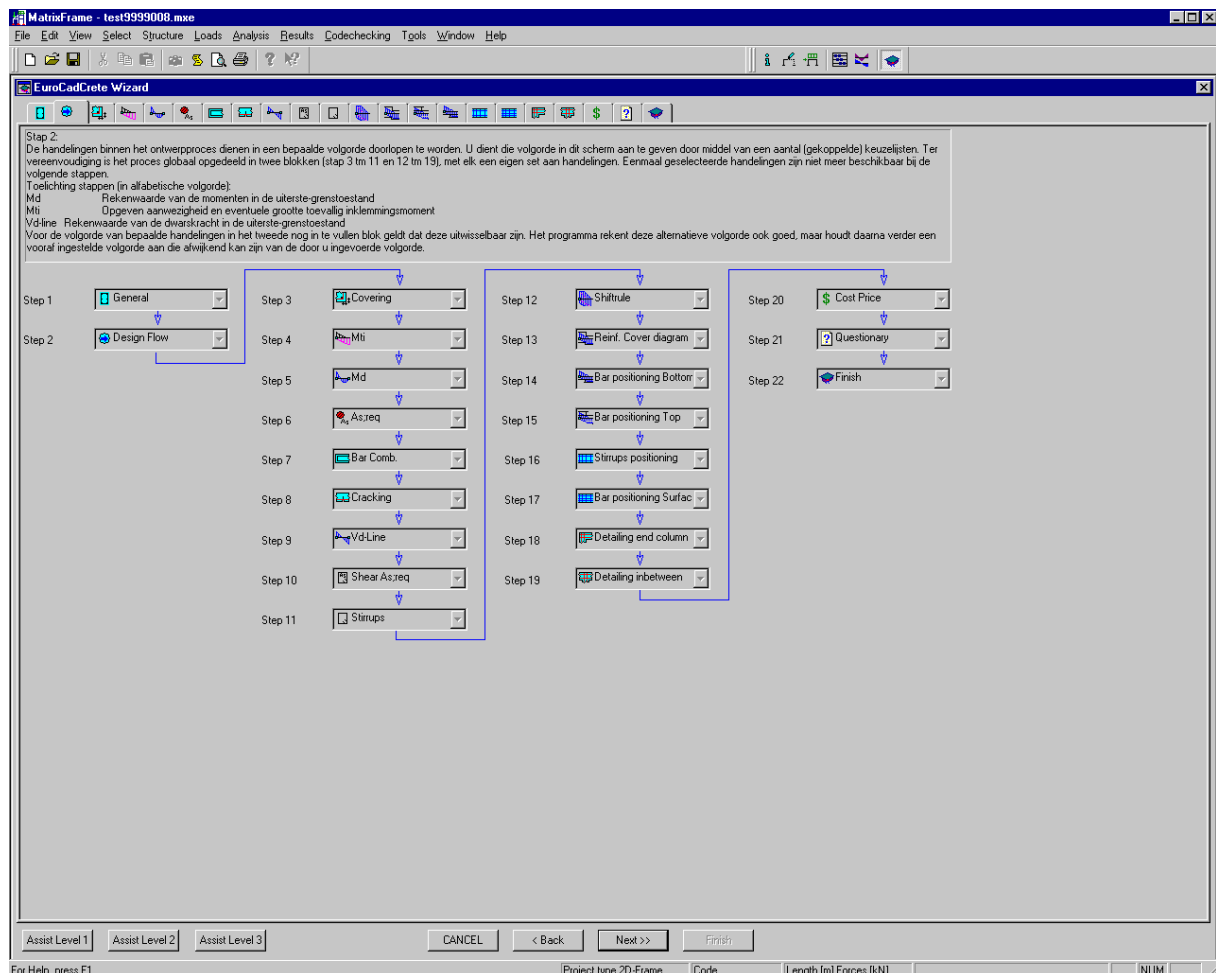 MatrixFrame - test9999008.mxe
File Edit View Select Structure Loads Analysis Results Codechecking Tools Window Help
EuroCadCrete Wizard
Stap 2:
De handelingen binnen het ontwerpproces dienen in een bepaalde volgorde doorlopen te worden. U dient die volgorde in dit scherm aan te geven door middel van een aantal (gekoppelde) keuzelijsten. Ter
vereenvoudiging is het proces globaal opgedeeld in twee blokken (stap 3 tm 11 en 12 tm 19), met elk een eigen set aan handelingen. Eenmaal geselecteerde handelingen zijn niet meer beschikbaar bij de
volgende stappen.
Toelichting stappen (in alfabetische volgorde):
Md Rekenwaarde van de momenten in de uiterste-grenstoestand
Mti Opgeven aanwezigheid en eventuele grootte toevallig inklemmingsmoment
Vd-line Rekenwaarde van de dwarskracht in de uiterste-grenstoestand
Voor de volgorde van bepaalde handelingen in het tweede nog in te vullen blok geldt dat deze uitwisselbaar zijn. Het programma rekent deze alternatieve volgorde ook goed, maar houdt daarna verder een
vooraf ingestelde volgorde aan die afwijkend kan zijn van de door u ingevoerde volgorde.
Step 1 General
Step 2 Design Flow
Step 3 Covering
Step 4 Mti
Step 5 Md
Step 6 As;req
Step 7 Bar Comb.
Step 8 Cracking
Step 9 Vd-Line
Step 10 Shear As;req
Step 11 Stirrups
Step 12 Shiftrule
Step 13 Reinf. Cover diagram
Step 14 Bar positioning Bottom
Step 15 Bar positioning Top
Step 16 Stirrups positioning
Step 17 Bar positioning Surfac
Step 18 Detailing end column
Step 19 Detailing inbetween
Step 20 Cost Price
Step 21 Questionary
Step 22 Finish
Assist Level 1 Assist Level 2 Assist Level 3 CANCEL < Back Next >> Finish
For Help, press F1 Project type 2D-Frame Code Length [m] Forces [kN] NUM